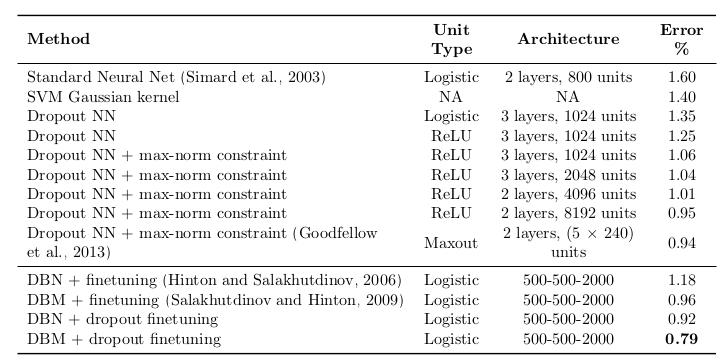 Method Unit Type Architecture Error %
Standard Neural Net (Simard et al., 2003) Logistic 2 layers, 800 units 1.60
SVM Gaussian kernel NA NA 1.40
Dropout NN Logistic 3 layers, 1024 units 1.35
Dropout NN ReLU 3 layers, 1024 units 1.25
Dropout NN + max-norm constraint ReLU 3 layers, 1024 units 1.06
Dropout NN + max-norm constraint ReLU 3 layers, 2048 units 1.04
Dropout NN + max-norm constraint ReLU 2 layers, 4096 units 1.01
Dropout NN + max-norm constraint ReLU 2 layers, 8192 units 0.95
Dropout NN + max-norm constraint (Goodfellow et al., 2013) Maxout 2 layers, (5 × 240) units 0.94
DBN + finetuning (Hinton and Salakhutdinov, 2006) Logistic 500-500-2000 1.18
DBM + finetuning (Salakhutdinov and Hinton, 2009) Logistic 500-500-2000 0.96
DBN + dropout finetuning Logistic 500-500-2000 0.92
DBM + dropout finetuning Logistic 500-500-2000 0.79